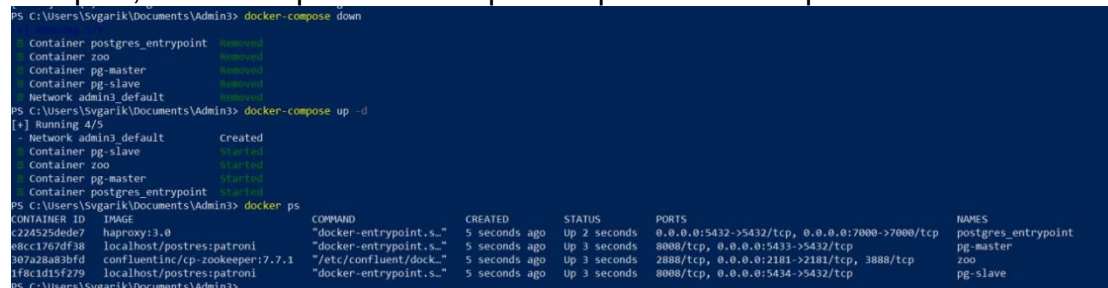 PS C:\Users\Svgarik\Documents\Admin3> docker-compose down
Container postgres_entrypoint Removed
Container zoo Removed
Container pg-master Removed
Container pg-slave Removed
Network admin3_default Removed
PS C:\Users\Svgarik\Documents\Admin3> docker-compose up -d
[+] Running 4/5
- Network admin3_default Created
Container pg-slave Started
Container zoo Started
Container pg-master Started
Container postgres_entrypoint Started
PS C:\Users\Svgarik\Documents\Admin3> docker ps
CONTAINER ID IMAGE COMMAND CREATED STATUS PORTS NAMES
c224525dede7 haproxy:3.0 "docker-entrypoint.s…" 5 seconds ago Up 2 seconds 0.0.0.0:5432->5432/tcp, 0.0.0.0:7000->7000/tcp postgres_entrypoint
e8cc1767df38 localhost/postres:patroni "docker-entrypoint.s…" 5 seconds ago Up 3 seconds 8008/tcp, 0.0.0.0:5433->5432/tcp pg-master
307a28a83bfd confluentinc/cp-zookeeper:7.7.1 "/etc/confluent/dock…" 5 seconds ago Up 3 seconds 2888/tcp, 0.0.0.0:2181->2181/tcp, 3888/tcp zoo
1f8c1d15f279 localhost/postres:patroni "docker-entrypoint.s…" 5 seconds ago Up 3 seconds 8008/tcp, 0.0.0.0:5434->5432/tcp pg-slave
PS C:\Users\Svgarik\Documents\Admin3>